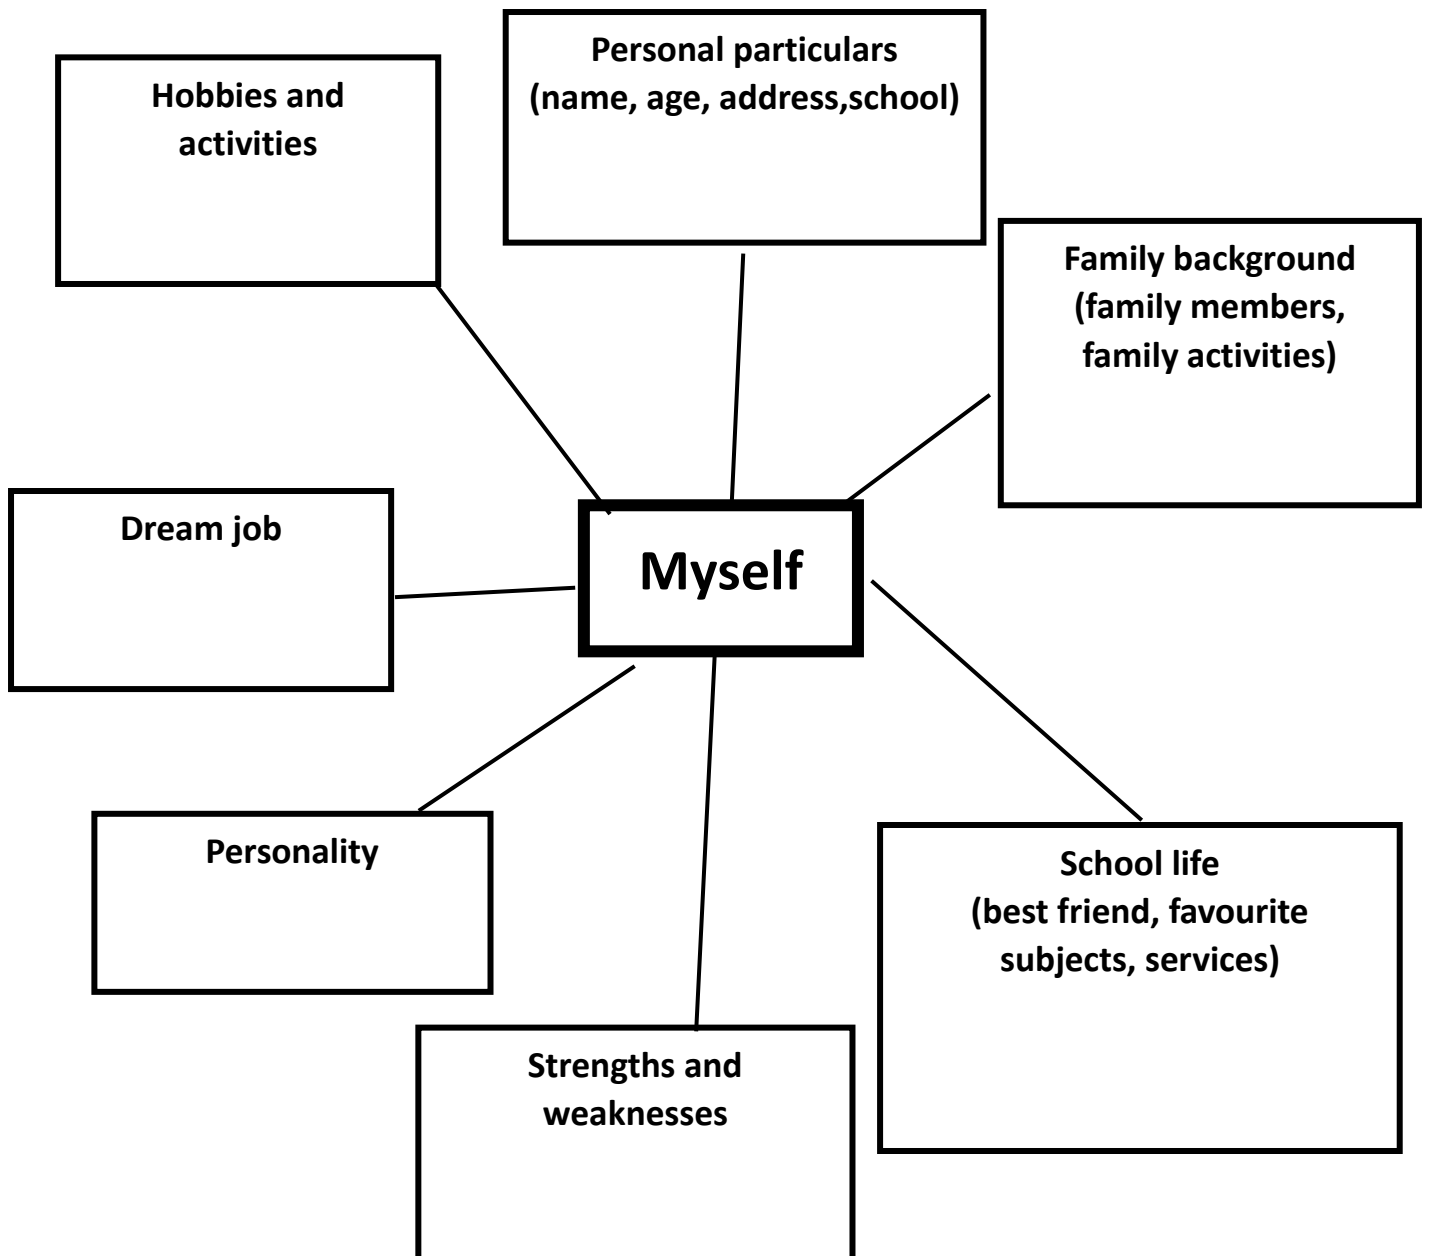 Personal particulars
(name, age, address,school)
Hobbies and
activities
Family background
(family members,
family activities)
Dream job
Myself
Personality
School life
(best friend, favourite
subjects, services)
Strengths and
weaknesses